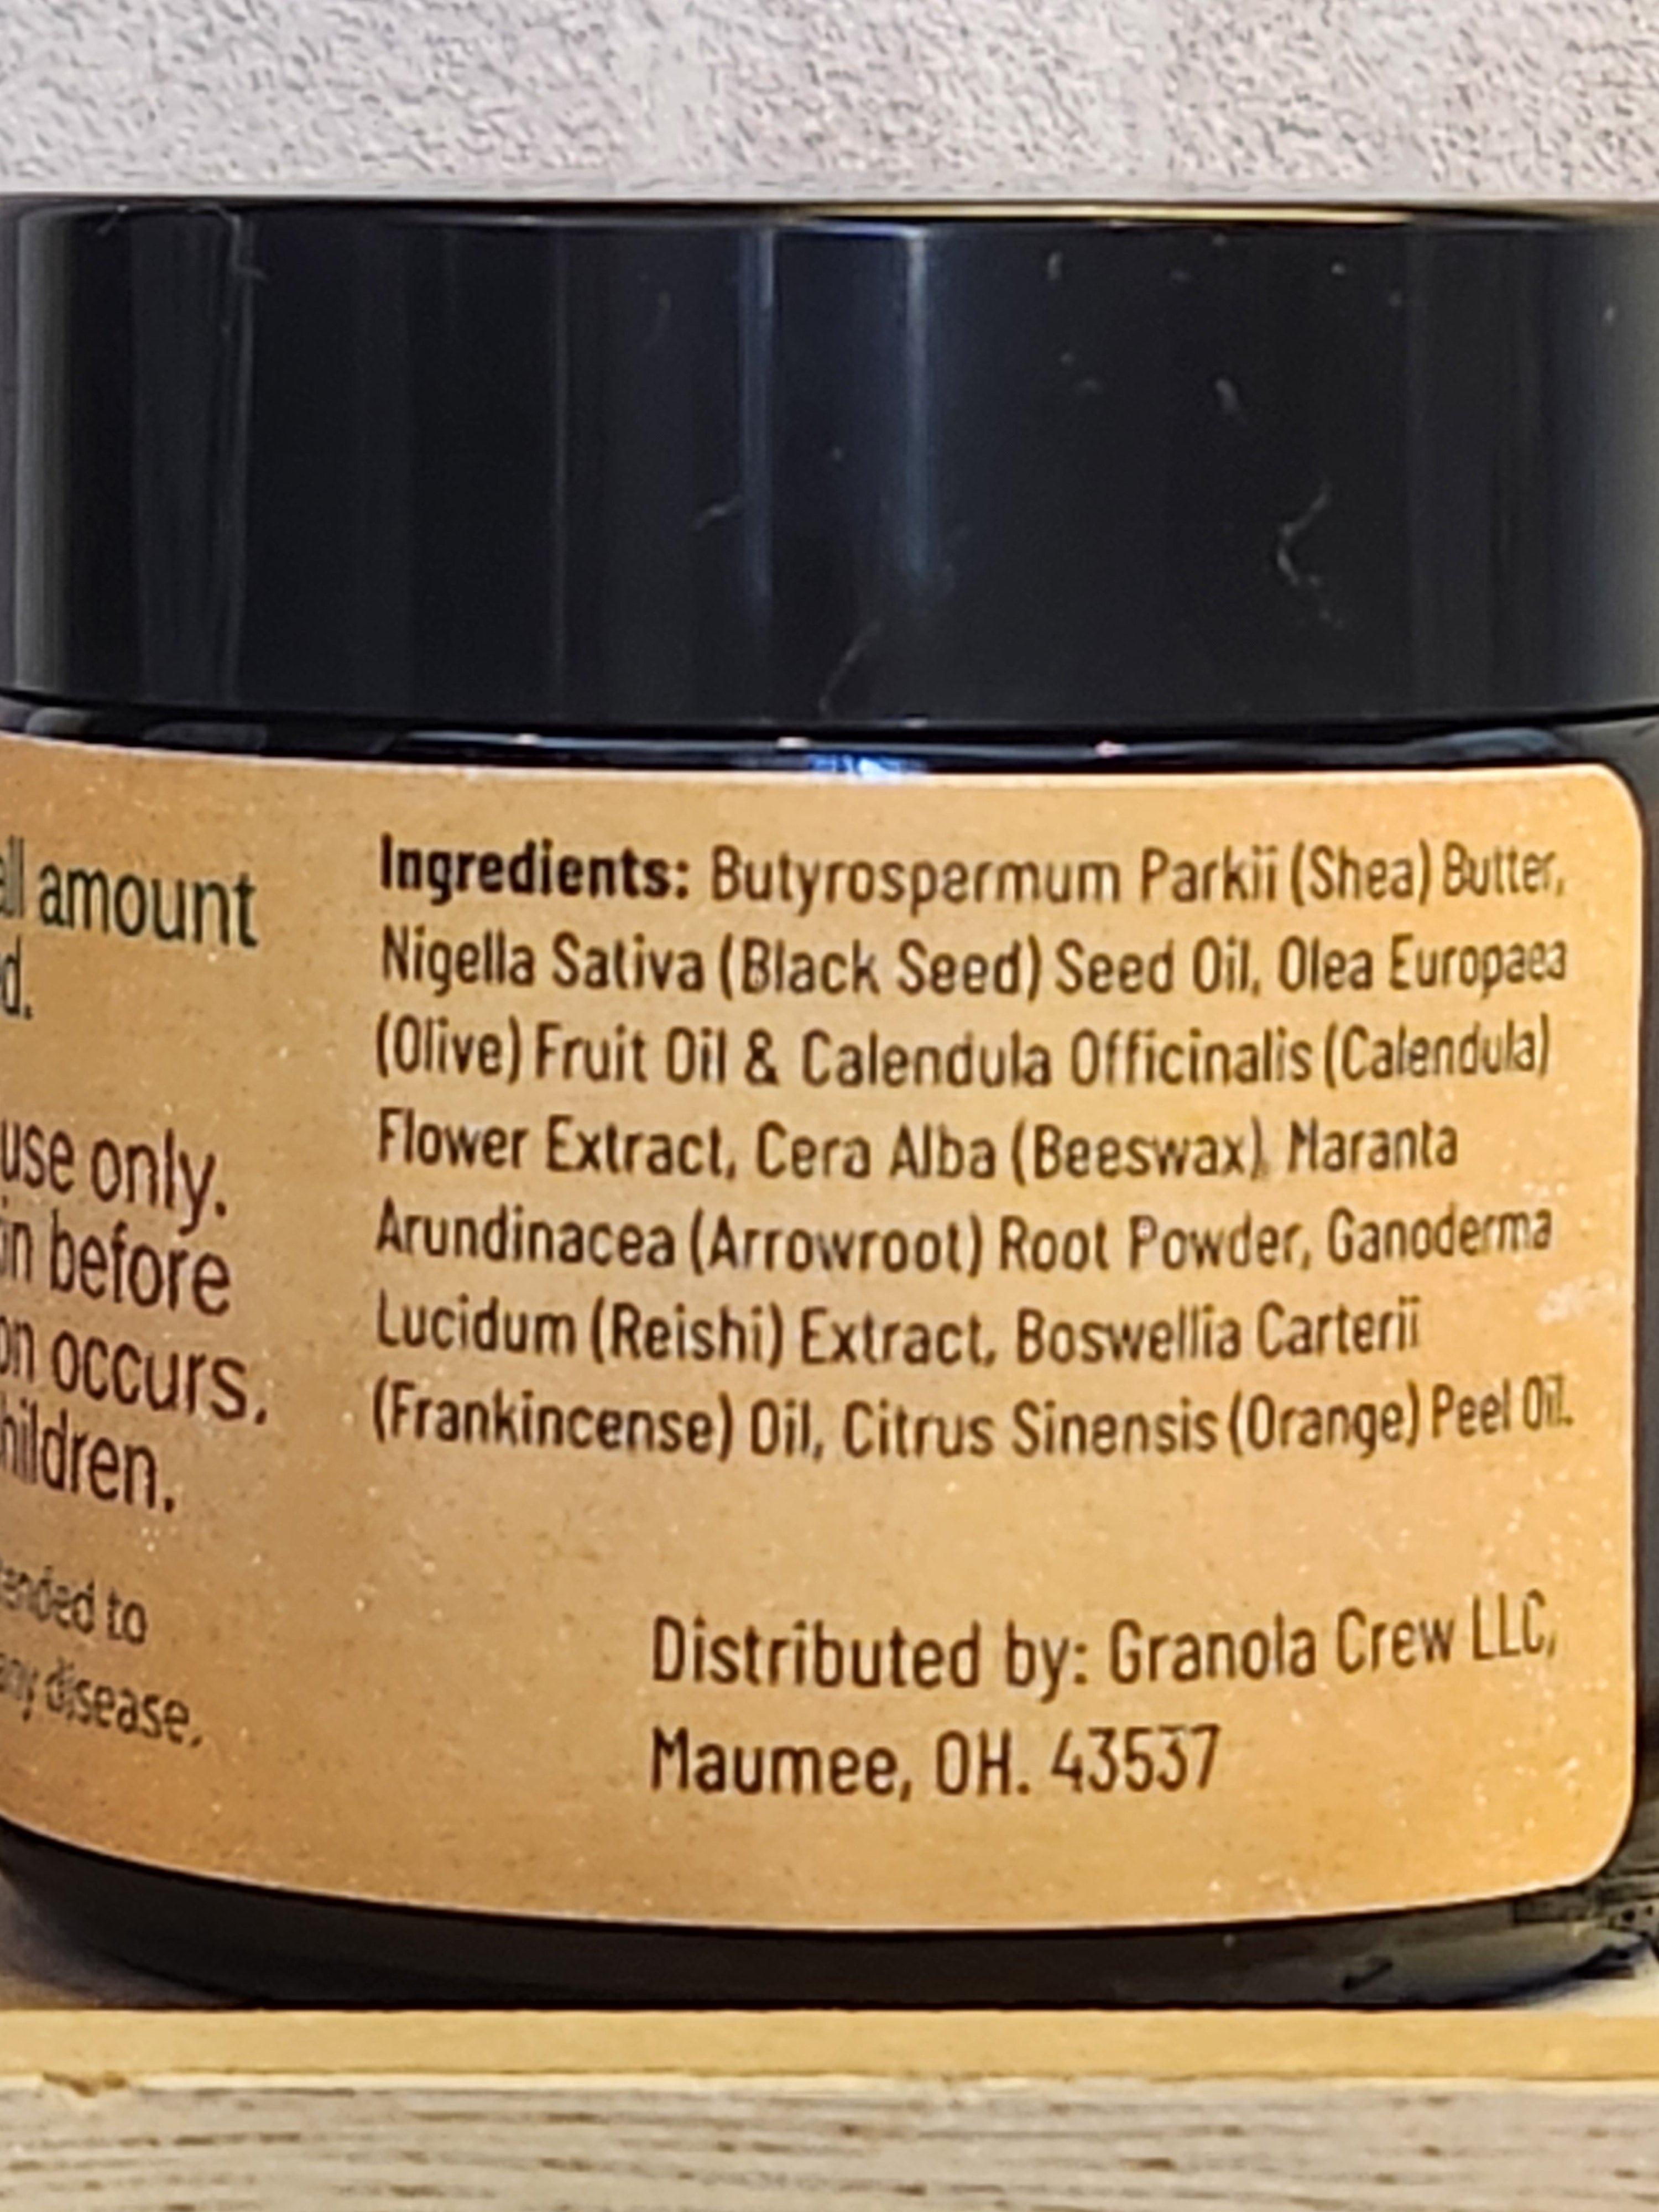 amount
d.
use only.
in before
on occurs.
hildren.
ended to
any disease.
Ingredients: Butyrospermum Parkii (Shea) Butter,
Nigella Sativa (Black Seed) Seed Oil, Olea Europaea
(Olive) Fruit Oil & Calendula Officinalis (Calendula)
Flower Extract, Cera Alba (Beeswax), Maranta
Arundinacea (Arrowroot) Root Powder, Ganoderma
Lucidum (Reishi) Extract, Boswellia Carterii
(Frankincense) Oil, Citrus Sinensis (Orange) Peel Oil.
Distributed by: Granola Crew LLC,
Maumee, OH. 43537